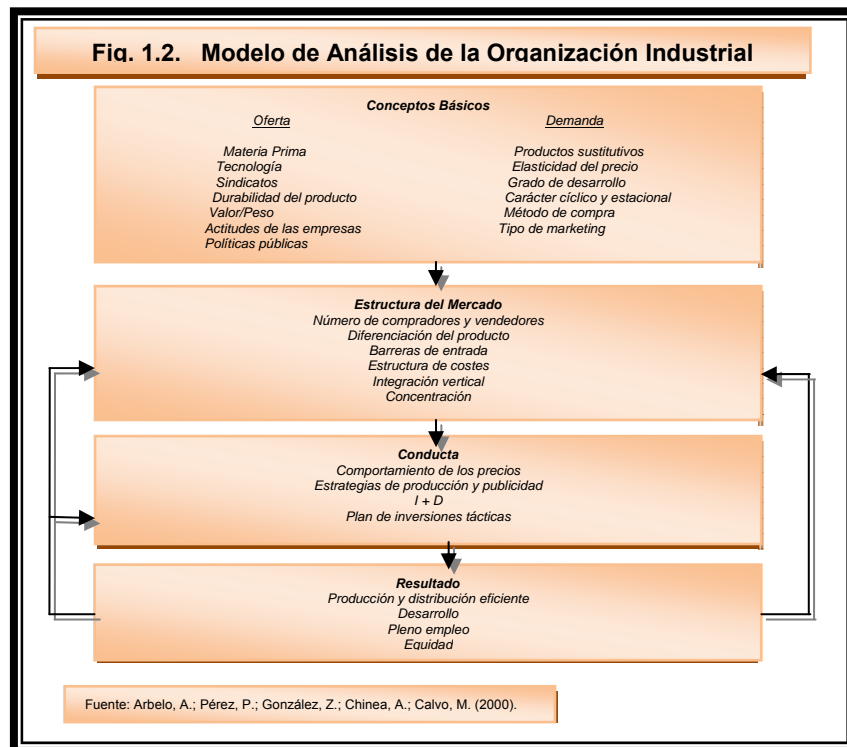 Fig. 1.2. Modelo de Análisis de la Organización Industrial
Conceptos Básicos
Oferta
Materia Prima
Tecnología
Sindicatos
Durabilidad del producto
Valor/Peso
Actitudes de las empresas
Políticas públicas
Demanda
Productos sustitutivos
Elasticidad del precio
Grado de desarrollo
Carácter cíclico y estacional
Método de compra
Tipo de marketing
Estructura del Mercado
Número de compradores y vendedores
Diferenciación del producto
Barreras de entrada
Estructura de costes
Integración vertical
Concentración
Conducta
Comportamiento de los precios
Estrategias de producción y publicidad
I + D
Plan de inversiones tácticas
Resultado
Producción y distribución eficiente
Desarrollo
Pleno empleo
Equidad
Fuente: Arbelo, A.; Pérez, P.; González, Z.; Chinea, A.; Calvo, M. (2000).